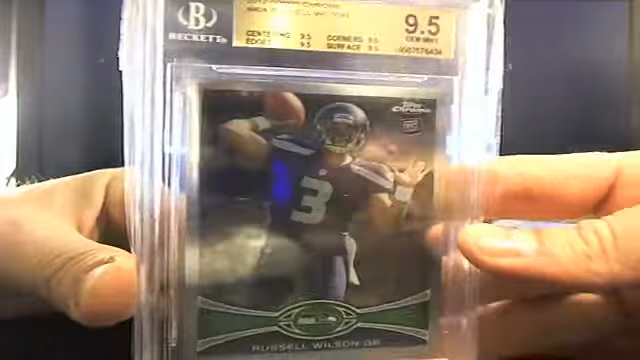 BECKETT
CENTERING 9.5 CORNERS 9.5
EDGES 9.5 SURFACE 9.5
9.5
GEM MINT
Topps
Chrome
3
RUSSELL WILSON QB